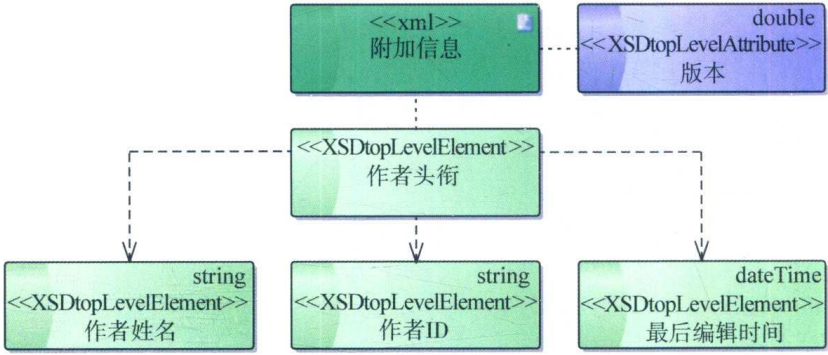 <<xml>>
附加信息
double
<<XSDtopLevelAttribute>>
版本
<<XSDtopLevelElement>>
作者头衔
string
<<XSDtopLevelElement>>
作者姓名
string
<<XSDtopLevelElement>>
作者ID
dateTime
<<XSDtopLevelElement>>
最后编辑时间